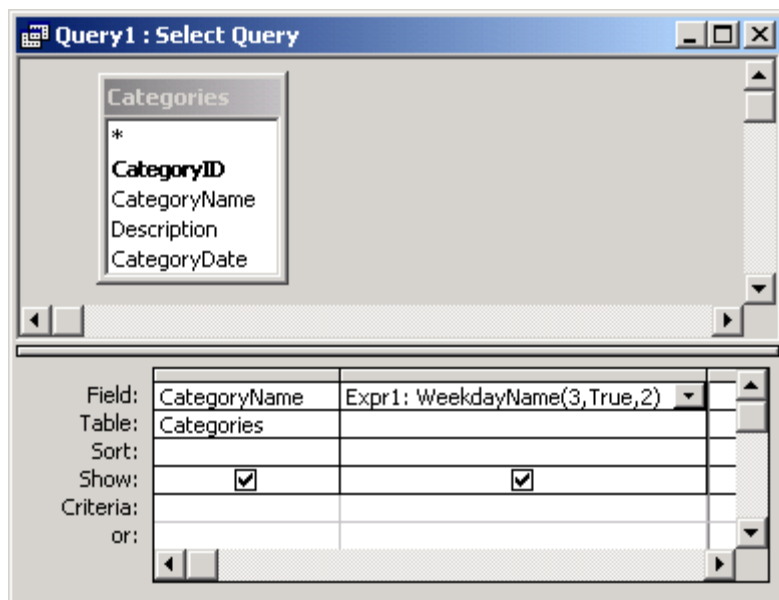 Query1 : Select Query
Categories
*
CategoryID
CategoryName
Description
CategoryDate
Field: CategoryName Expr1: WeekdayName(3,True,2)
Table: Categories
Sort:
Show:
Criteria:
or: